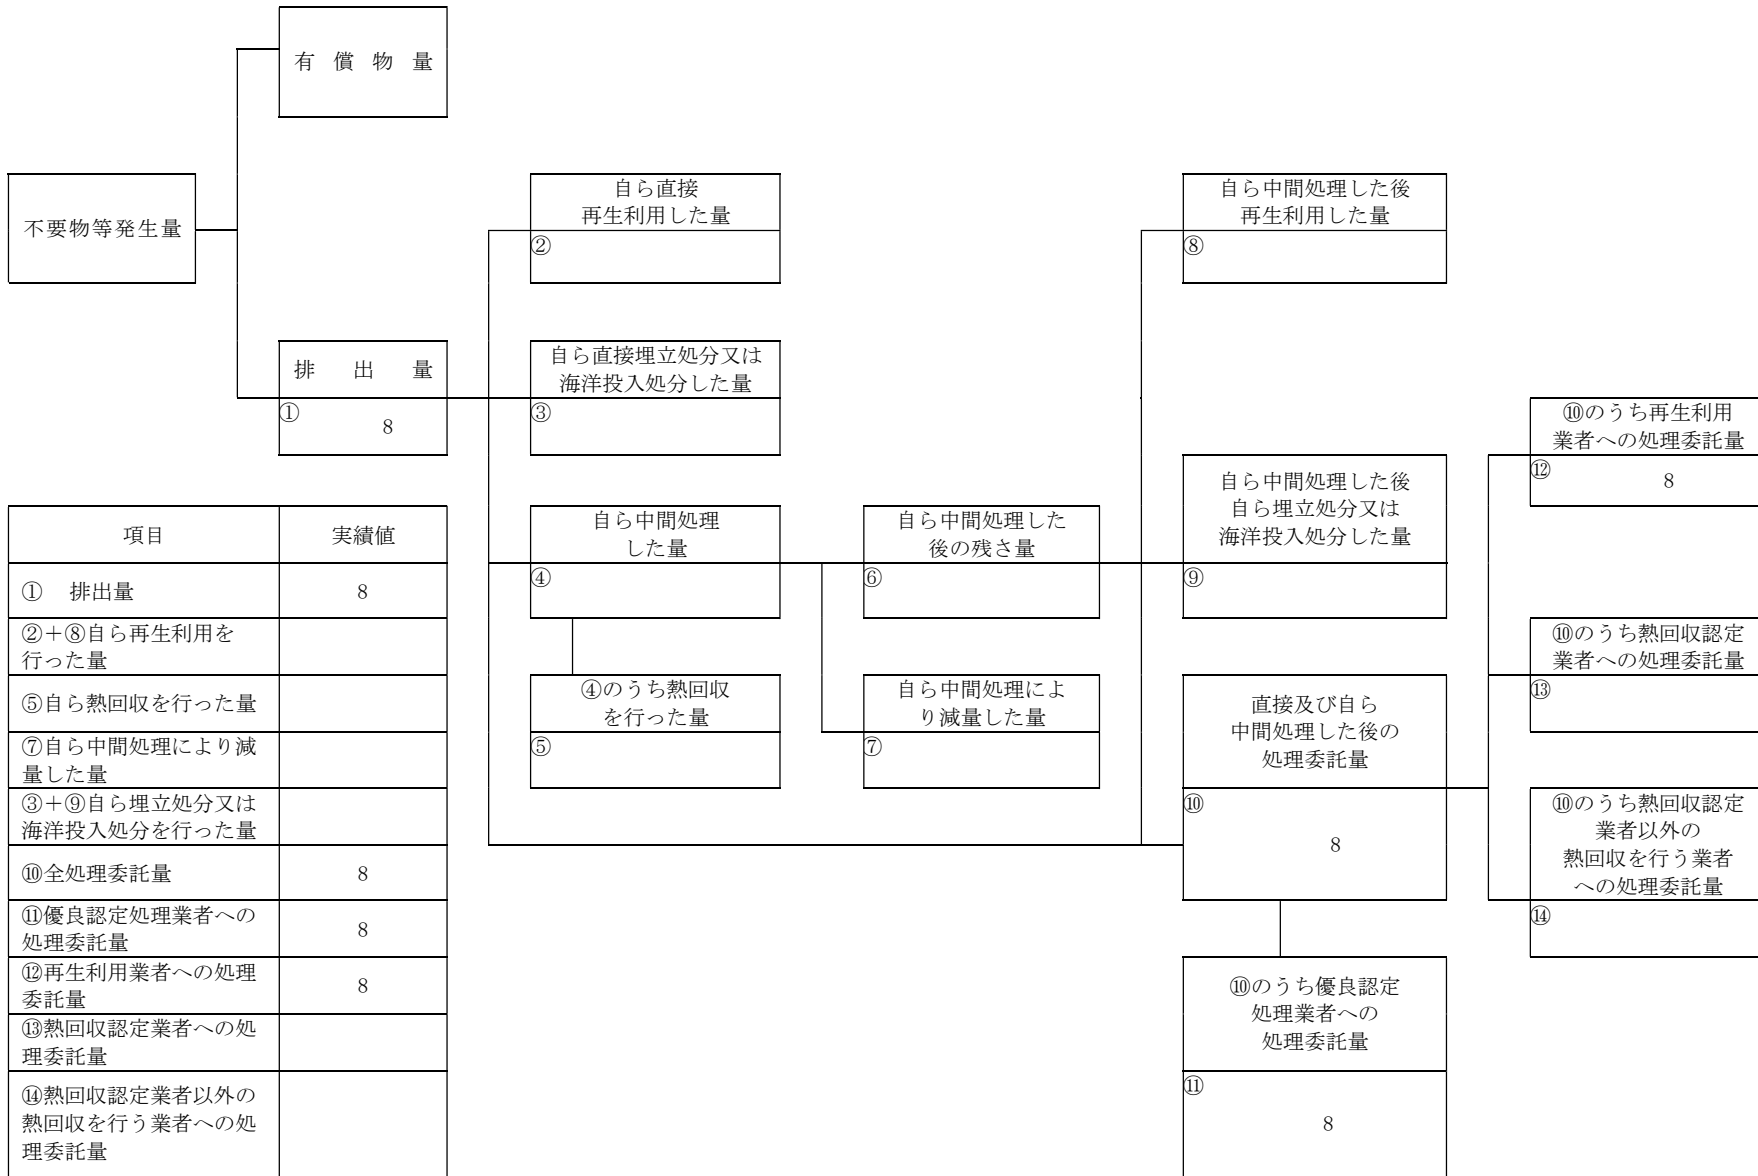 有　償　物　量
不要物等発生量
自ら直接
再生利用した量
②
自ら中間処理した後
再生利用した量
⑧
排　出　量
①
8
自ら直接埋立処分又は
海洋投入処分した量
③
⑩のうち再生利用
業者への処理委託量
⑫
8
自ら中間処理
した量
④
自ら中間処理した
後の残さ量
⑥
自ら中間処理した後
自ら埋立処分又は
海洋投入処分した量
⑨
⑩のうち熱回収認定
業者への処理委託量
⑬
④のうち熱回収
を行った量
⑤
自ら中間処理によ
り減量した量
⑦
直接及び自ら
中間処理した後の
処理委託量
⑩
8
⑩のうち熱回収認定
業者以外の
熱回収を行う業者
への処理委託量
⑭
⑩のうち優良認定
処理業者への
処理委託量
⑪
8
項目　実績値
①　排出量　8
②＋⑧自ら再生利用を
行った量
⑤自ら熱回収を行った量
⑦自ら中間処理により減
量した量
③＋⑨自ら埋立処分又は
海洋投入処分を行った量
⑩全処理委託量　8
⑪優良認定処理業者への
処理委託量　8
⑫再生利用業者への処理
委託量　8
⑬熱回収認定業者への処
理委託量
⑭熱回収認定業者以外の
熱回収を行う業者への処
理委託量